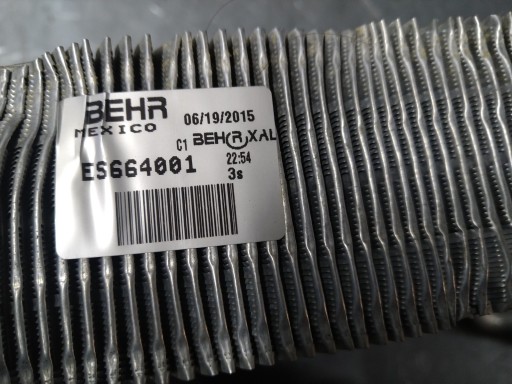 BEHR
MEXICO
06/19/2015
C1 BEHR XAL
ES664001
22:54
3s